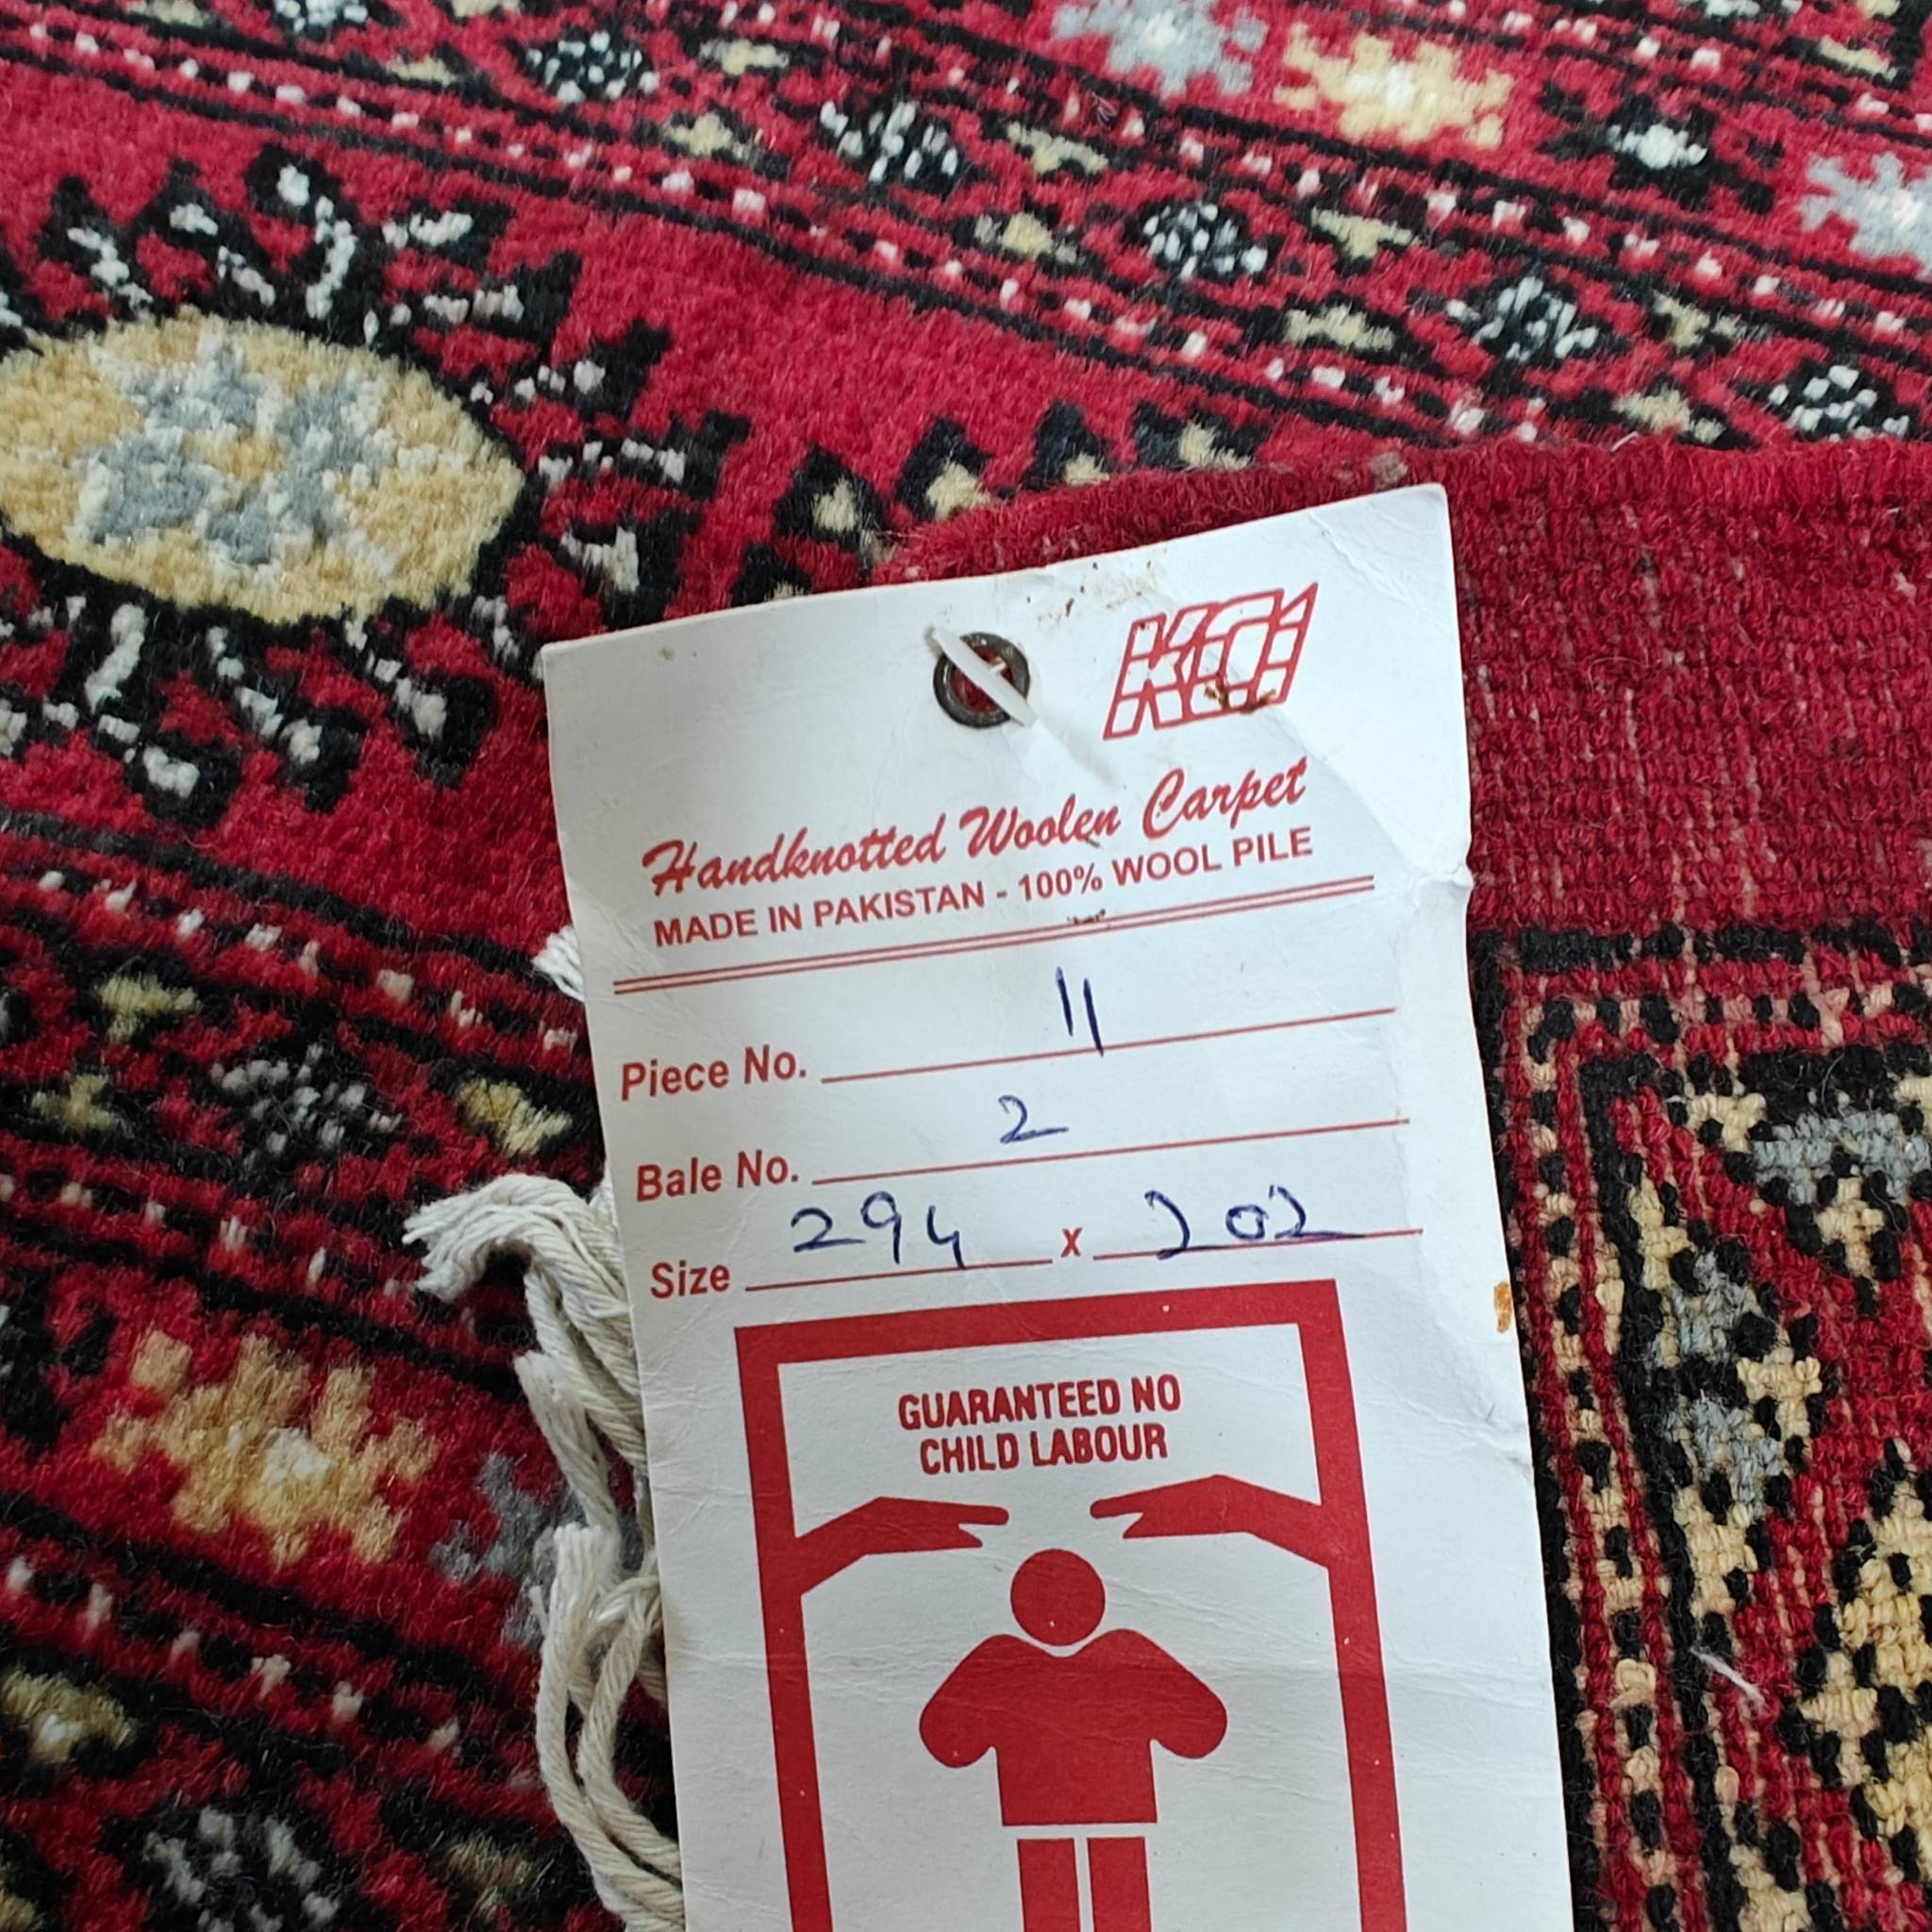 KCI
Handknotted Woolen Carpet
MADE IN PAKISTAN - 100% WOOL PILE
Piece No. 11
Bale No. 2
Size 294 x 202
GUARANTEED NO
CHILD LABOUR